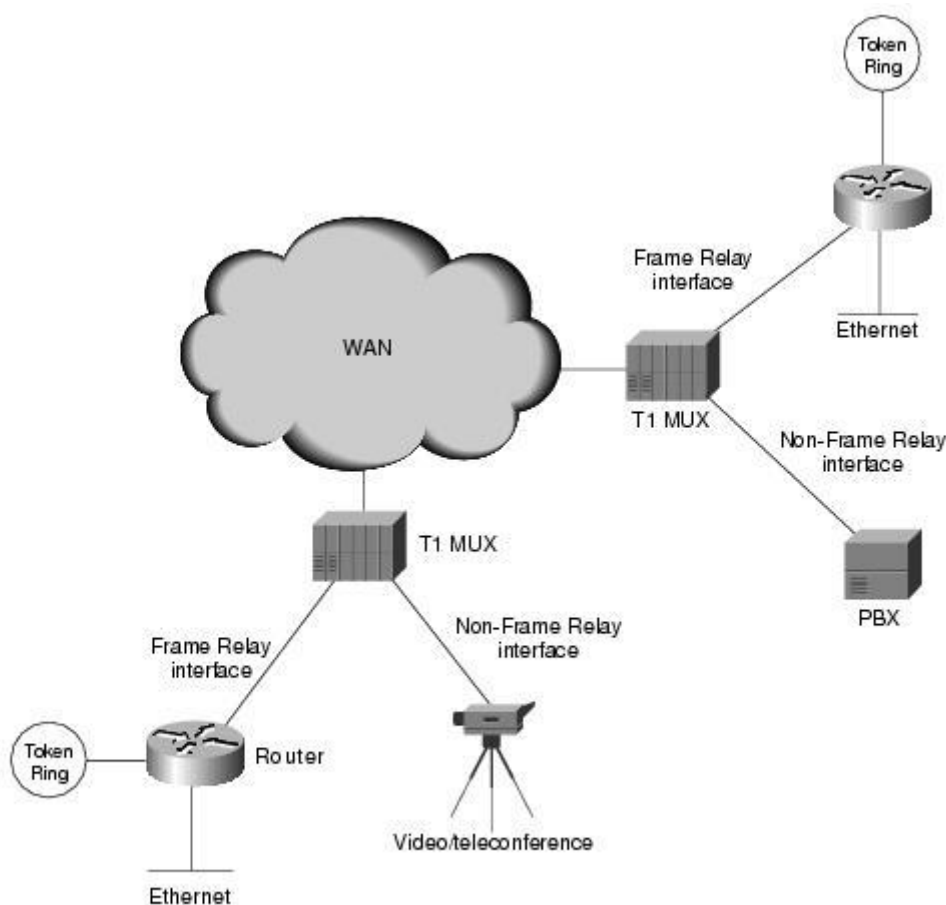 Token
Ring
Frame Relay
interface
Ethernet
WAN
T1 MUX
Non-Frame Relay
interface
T1 MUX
PBX
Frame Relay
interface
Non-Frame Relay
interface
Token
Ring
Router
Video/teleconference
Ethernet